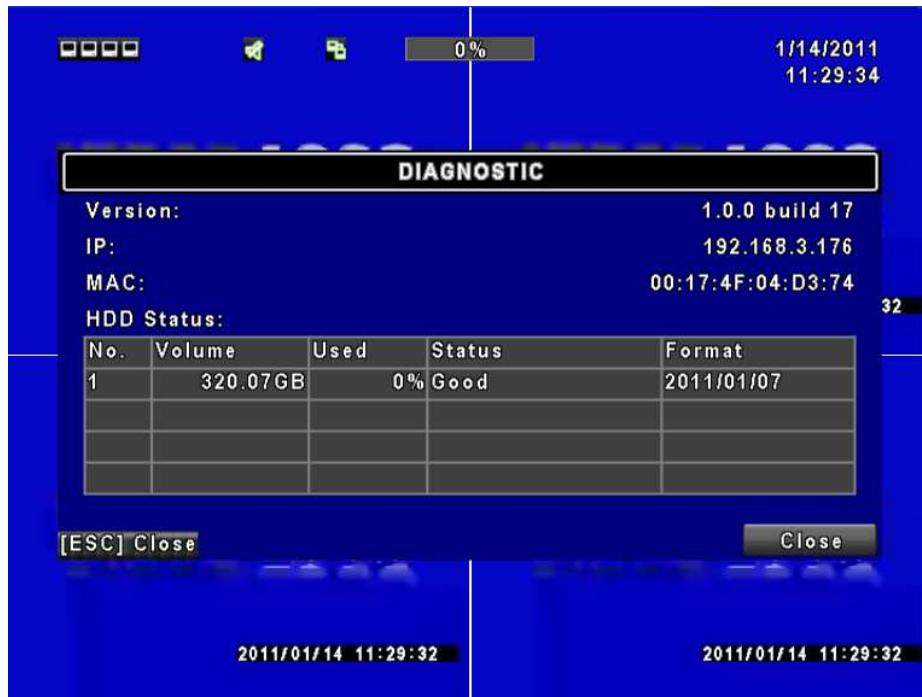 0%
1/14/2011
11:29:34
DIAGNOSTIC
Version: 1.0.0 build 17
IP: 192.168.3.176
MAC: 00:17:4F:04:D3:74
32
HDD Status:
No. Volume Used Status Format
1 320.07GB 0% Good 2011/01/07
[ESC] Close Close
2011/01/14 11:29:32 2011/01/14 11:29:32